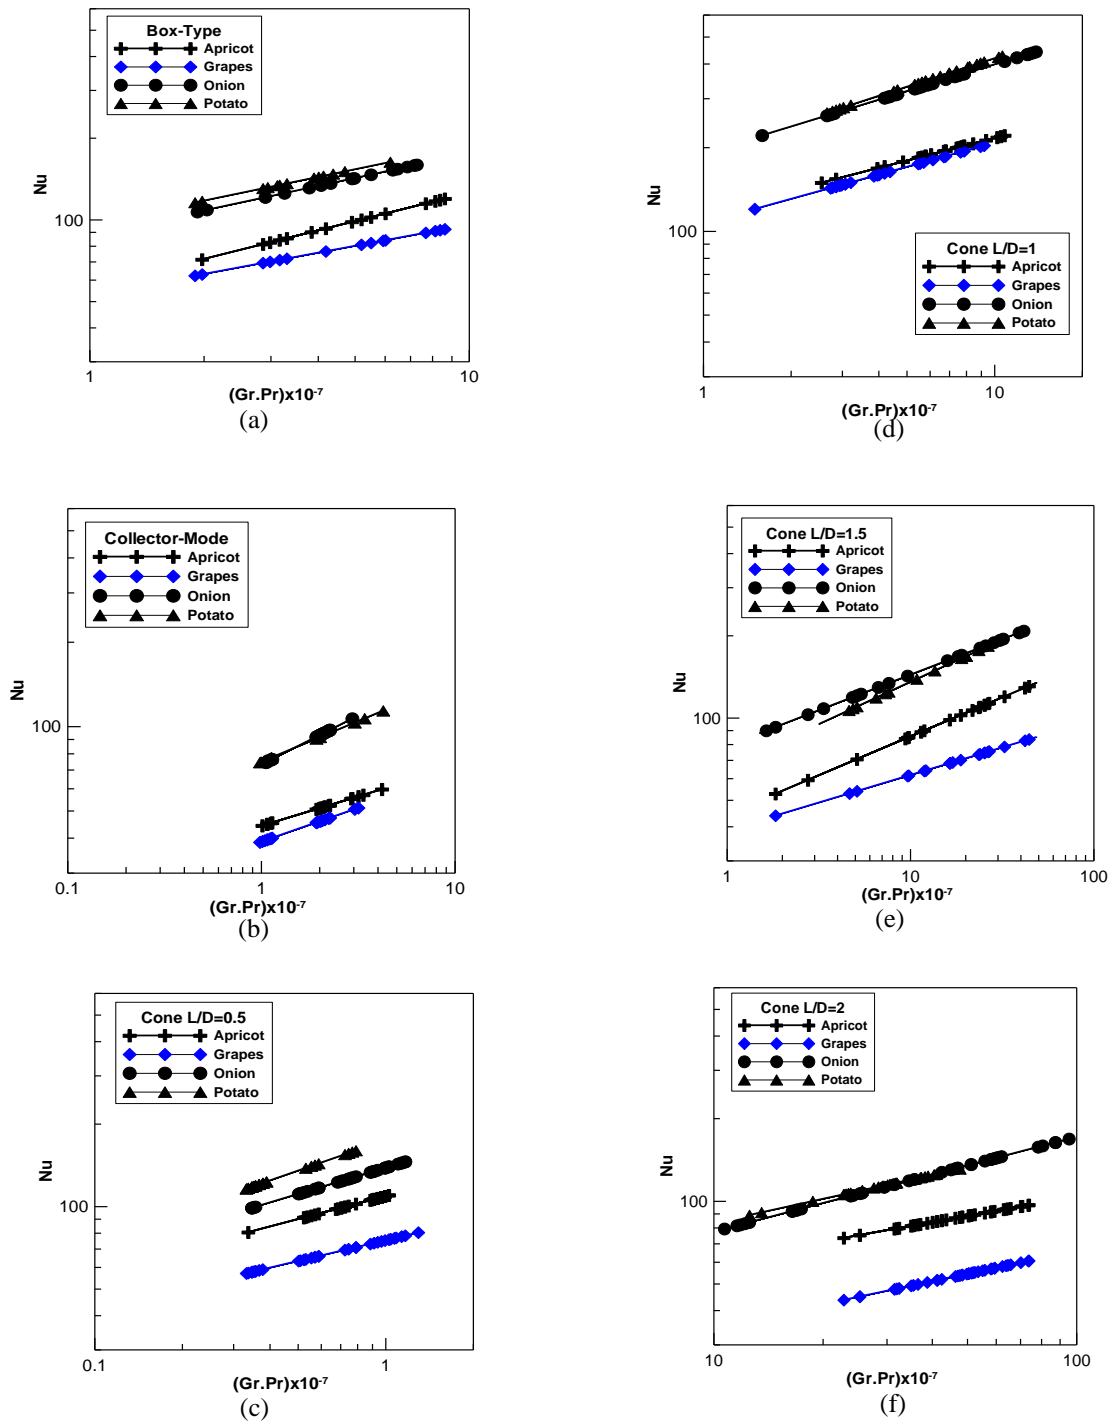 Box-Type
Apricot
Grapes
Onion
Potato
Nu
100
1
10
(Gr.Pr)x10-7
(a)
Cone L/D=1
Apricot
Grapes
Onion
Potato
Nu
100
1
10
(Gr.Pr)x10-7
(d)
Collector-Mode
Apricot
Grapes
Onion
Potato
Nu
100
0.1
1
10
(Gr.Pr)x10-7
(b)
Cone L/D=1.5
Apricot
Grapes
Onion
Potato
Nu
100
1
10
100
(Gr.Pr)x10-7
(e)
Cone L/D=0.5
Apricot
Grapes
Onion
Potato
Nu
100
0.1
1
(Gr.Pr)x10-7
(c)
Cone L/D=2
Apricot
Grapes
Onion
Potato
Nu
100
10
100
(Gr.Pr)x10-7
(f)